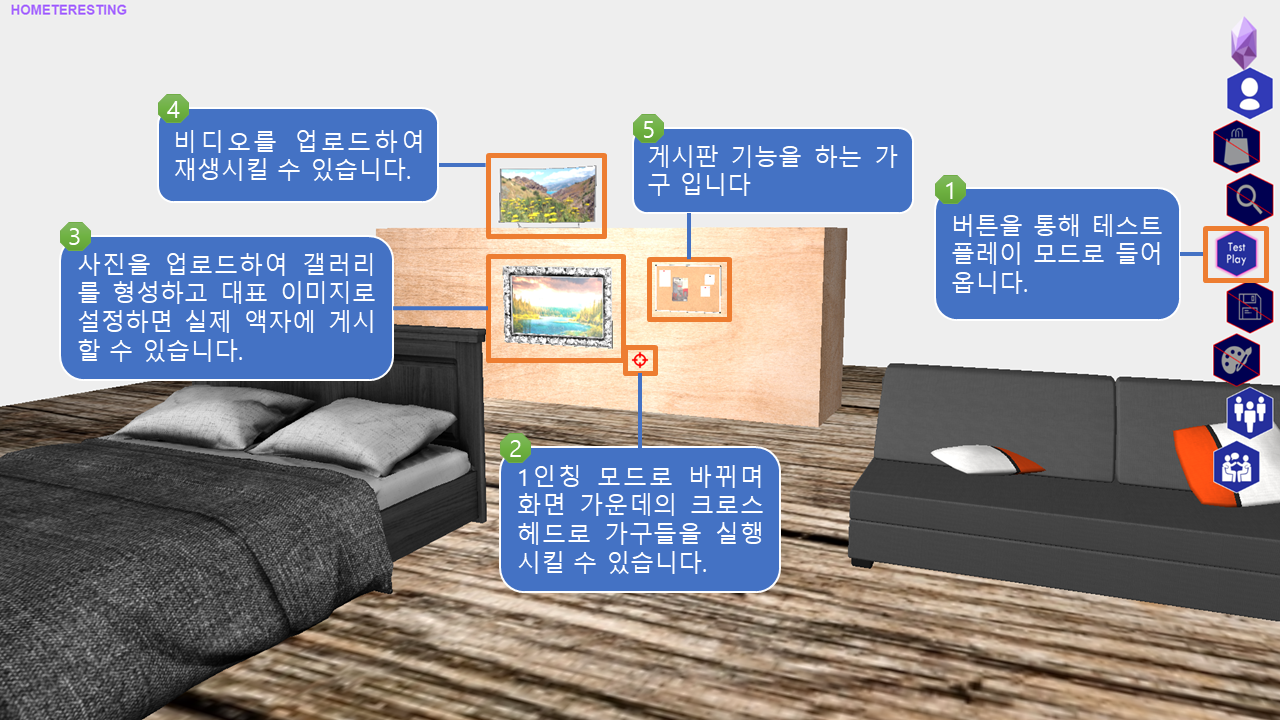 HOMETERESTING
4
비디오를 업로드하여
재생시킬 수 있습니다.
5
게시판 기능을 하는 가
구 입니다
1
버튼을 통해 테스트
플레이 모드로 들어
옵니다.
Test
Play
3
사진을 업로드하여 갤러리
를 형성하고 대표 이미지로
설정하면 실제 액자에 게시
할 수 있습니다.
2
1인칭 모드로 바뀌며
화면 가운데의 크로스
헤드로 가구들을 실행
시킬 수 있습니다.